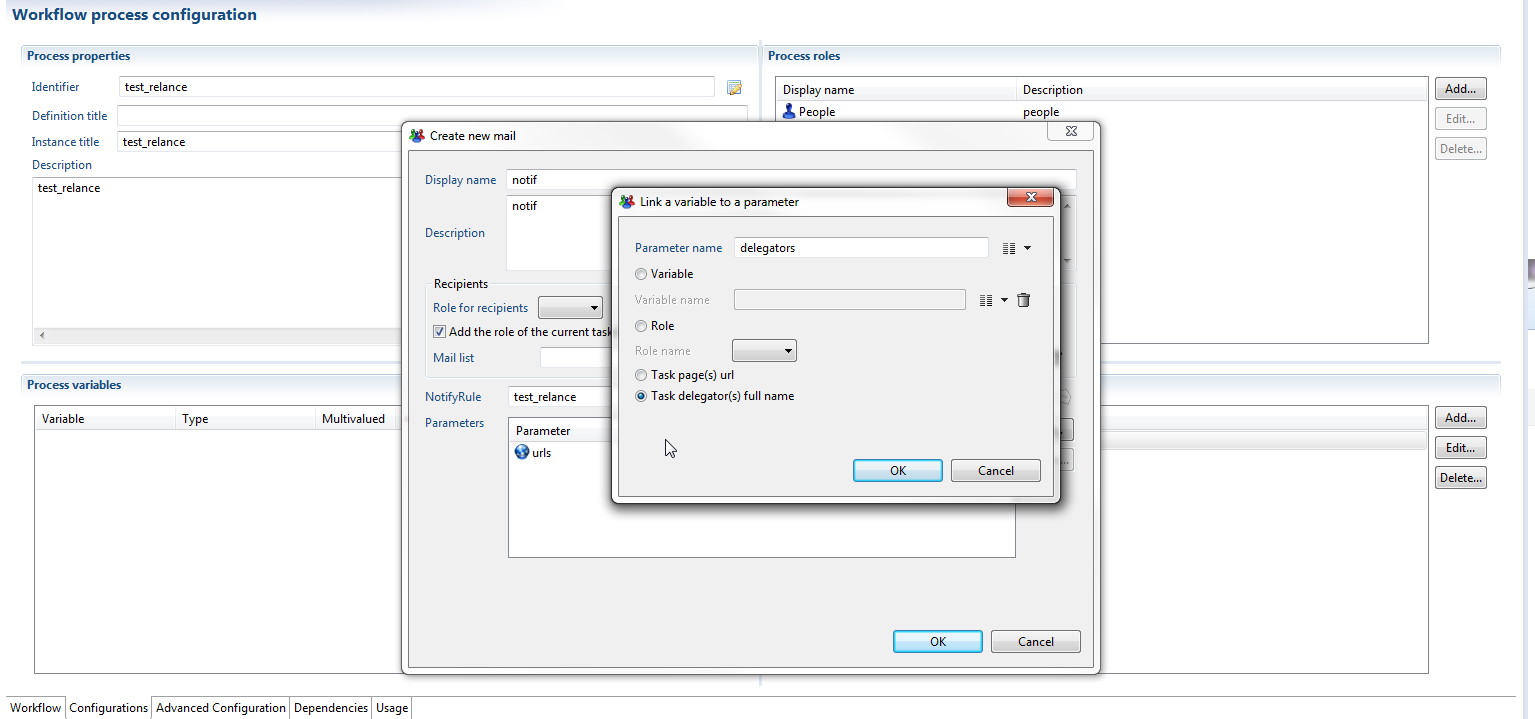 Workflow process configuration
Process properties
Identifier
test_relance
Definition title
Instance title
test_relance
Description
test_relance
Process roles
Display name
Description
People
people
Add...
Edit...
Delete...
Create new mail
Display name
notif
Description
notif
Recipients
Role for recipients
Add the role of the current task
Mail list
NotifyRule
test_relance
Parameters
Parameter
urls
OK
Cancel
Link a variable to a parameter
Parameter name
delegators
Variable
Variable name
Role
Role name
Task page(s) url
Task delegator(s) full name
OK
Cancel
Process variables
Variable
Type
Multivalued
Add...
Edit...
Delete...
Workflow
Configurations
Advanced Configuration
Dependencies
Usage